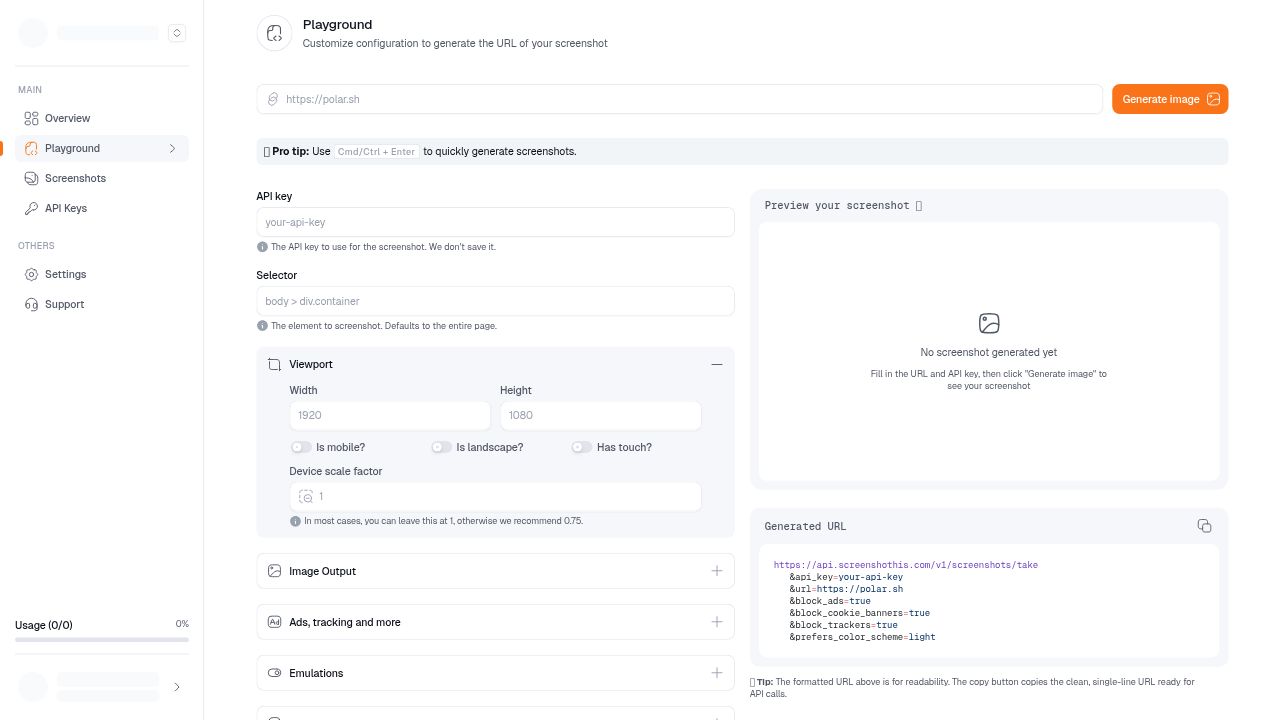 Playground
Customize configuration to generate the URL of your screenshot
https://polar.sh
Generate image
Pro tip: Use Cmd/Ctrl + Enter to quickly generate screenshots.
MAIN
Overview
Playground
Screenshots
API Keys
OTHERS
Settings
Support
Usage (0/0)
0%
API key
your-api-key
The API key to use for the screenshot. We don't save it.
Selector
body > div.container
The element to screenshot. Defaults to the entire page.
Viewport
Width
Height
1920
1080
Is mobile?
Is landscape?
Has touch?
Device scale factor
1
In most cases, you can leave this at 1, otherwise we recommend 0.75.
Image Output
Ad
Ads, tracking and more
Emulations
Preview your screenshot
No screenshot generated yet
Fill in the URL and API key, then click "Generate image" to
see your screenshot
Generated URL
https://api.screenshothis.com/v1/screenshots/take
&api_key=your-api-key
&url=https://polar.sh
&block_ads=true
&block_cookie_banners=true
&block_trackers=true
&prefers_color_scheme=light
Tip: The formatted URL above is for readability. The copy button copies the clean, single-line URL ready for
API calls.